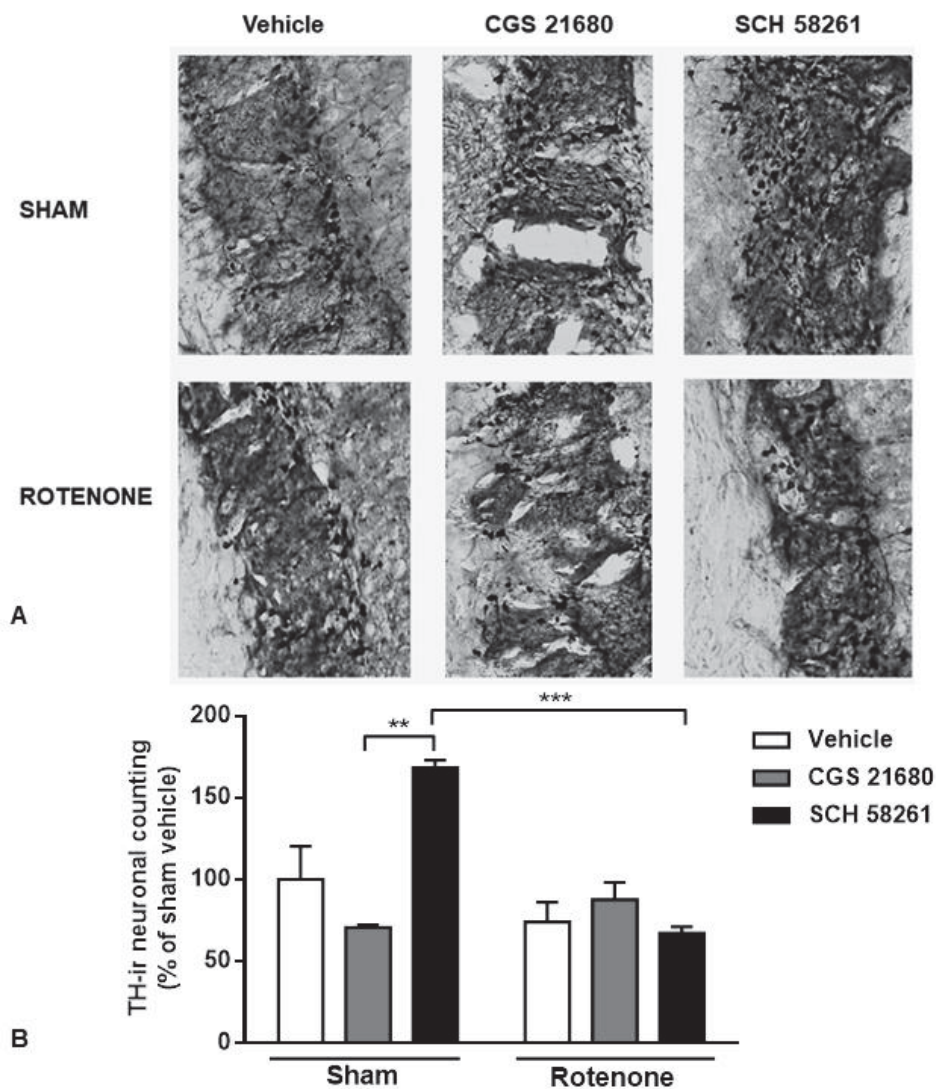 Vehicle CGS 21680 SCH 58261
SHAM
ROTENONE
A
200
150
100
50
0
TH-ir neuronal counting
(% of sham vehicle)
**
***
Vehicle
CGS 21680
SCH 58261
Sham Rotenone
B